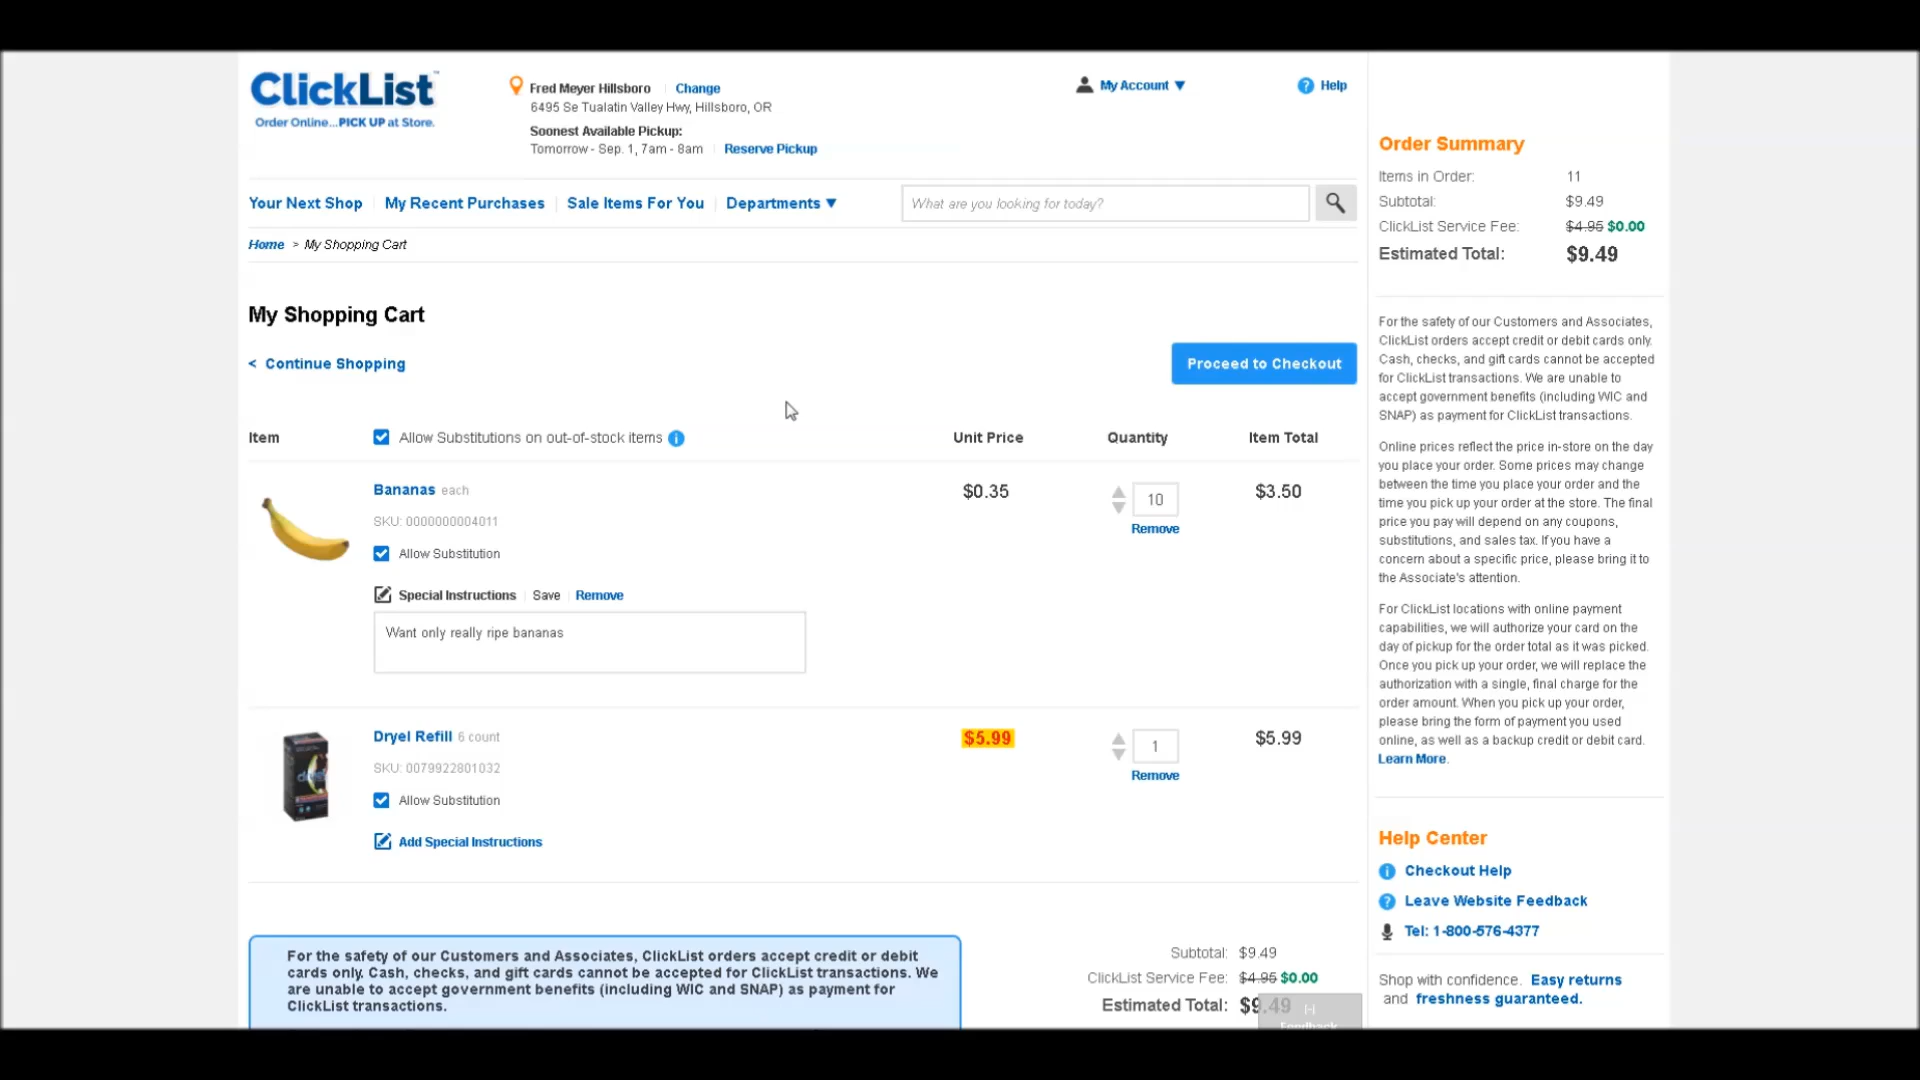 ClickList™
Order Online...PICK UP at Store.
Fred Meyer Hillsboro Change
6495 Se Tualatin Valley Hwy, Hillsboro, OR
Soonest Available Pickup:
Tomorrow - Sep. 1, 7am - 8am Reserve Pickup
My Account ▼
? Help
Your Next Shop My Recent Purchases Sale Items For You Departments ▼
What are you looking for today?
Home > My Shopping Cart
My Shopping Cart
< Continue Shopping
Proceed to Checkout
Item Allow Substitutions on out-of-stock items i Unit Price Quantity Item Total
Bananas each $0.35 10 $3.50
SKU: 0000000004011
Remove
Allow Substitution
Special Instructions Save Remove
Want only really ripe bananas
Dryel Refill 6 count $5.99 1 $5.99
SKU: 0079922801032
Remove
Allow Substitution
Add Special Instructions
For the safety of our Customers and Associates, ClickList orders accept credit or debit
cards only. Cash, checks, and gift cards cannot be accepted for ClickList transactions. We
are unable to accept government benefits (including WIC and SNAP) as payment for
ClickList transactions.
Subtotal: $9.49
ClickList Service Fee: $4.95 $0.00
Estimated Total: $9.49
[-]
Feedback
Order Summary
Items in Order: 11
Subtotal: $9.49
ClickList Service Fee: $4.95 $0.00
Estimated Total: $9.49
For the safety of our Customers and Associates,
ClickList orders accept credit or debit cards only.
Cash, checks, and gift cards cannot be accepted
for ClickList transactions. We are unable to
accept government benefits (including WIC and
SNAP) as payment for ClickList transactions.
Online prices reflect the price in-store on the day
you place your order. Some prices may change
between the time you place your order and the
time you pick up your order at the store. The final
price you pay will depend on any coupons,
substitutions, and sales tax. If you have a
concern about a specific price, please bring it to
the Associate's attention.
For ClickList locations with online payment
capabilities, we will authorize your card on the
day of pickup for the order total as it was picked.
Once you pick up your order, we will replace the
authorization with a single, final charge for the
order amount. When you pick up your order,
please bring the form of payment you used
online, as well as a backup credit or debit card.
Learn More.
Help Center
i Checkout Help
? Leave Website Feedback
Tel: 1-800-576-4377
Shop with confidence. Easy returns
and freshness guaranteed.